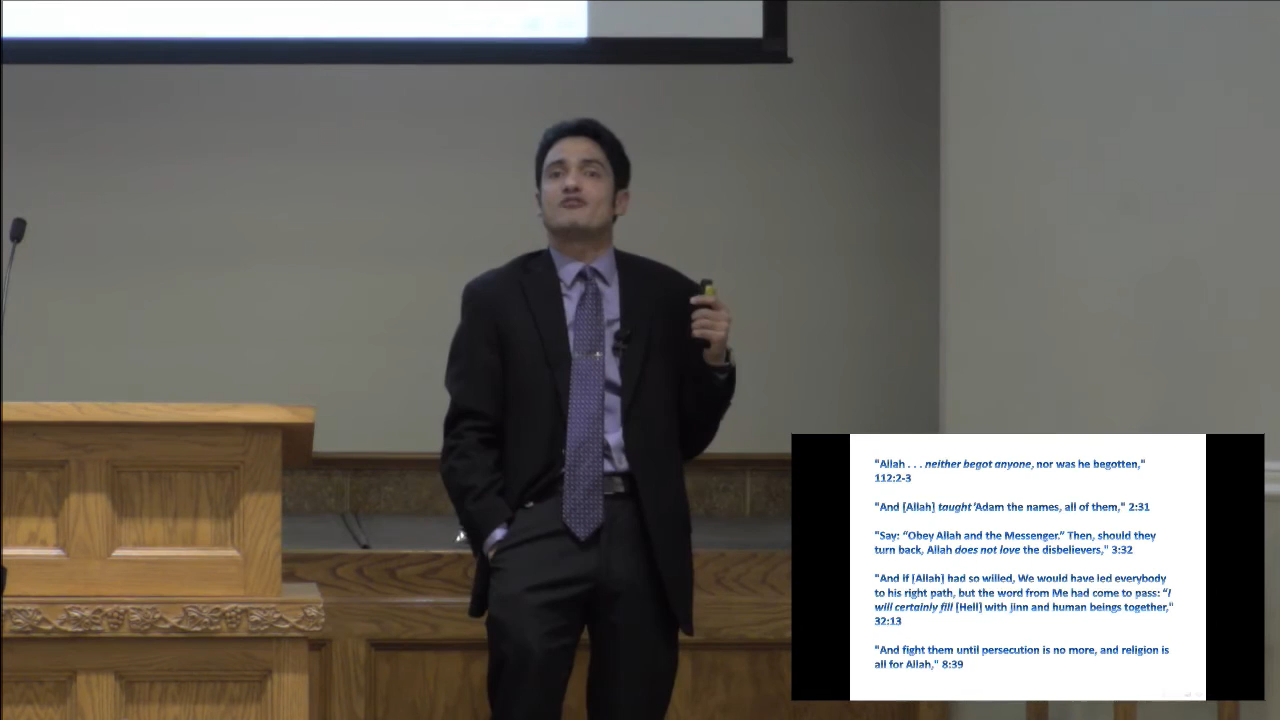 "Allah . . . neither begot anyone, nor was he begotten,"
112:2-3
"And [Allah] taught 'Adam the names, all of them," 2:31
"Say: “Obey Allah and the Messenger.” Then, should they
turn back, Allah does not love the disbelievers," 3:32
"And if [Allah] had so willed, We would have led everybody
to his right path, but the word from Me had come to pass: “I
will certainly fill [Hell] with jinn and human beings together,"
32:13
"And fight them until persecution is no more, and religion is
all for Allah," 8:39